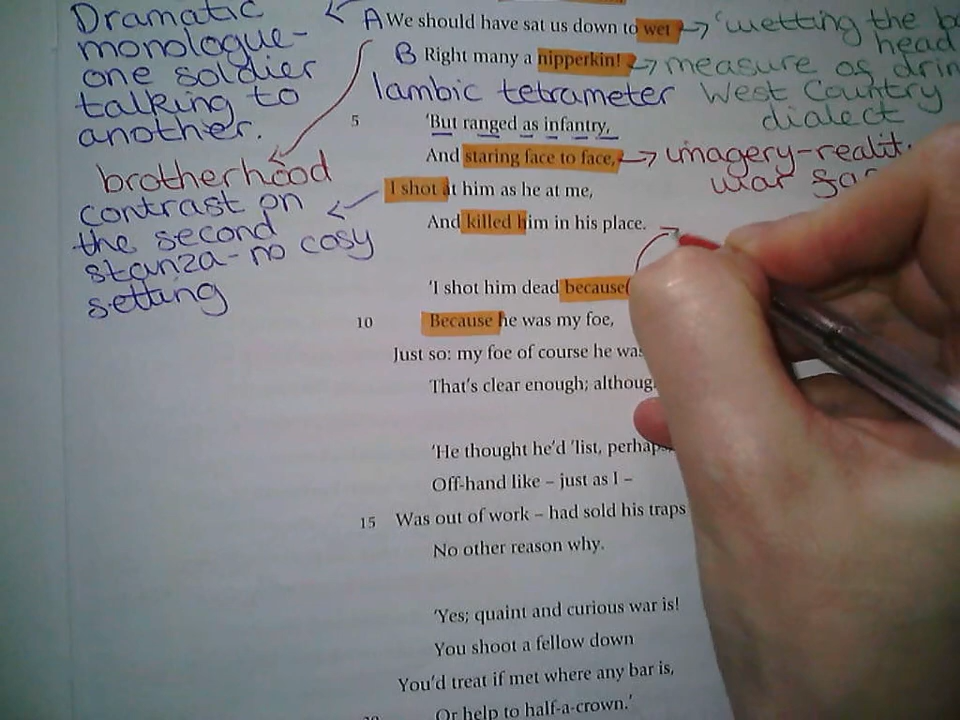 Dramatic
monologue-
one soldier
talking to
another.
brotherhood
contrast on
the second
stanza- no cosy
setting
A We should have sat us down to wet 'wetting the
head
B Right many a nipperkin! measure of
Iambic tetrameter West Country
dialect
5 'But ranged as infantry,
And staring face to face, imagery-
war
I shot at him as he at me,
And killed him in his place.
'I shot him dead because
10 Because he was my foe,
Just so: my foe of course he
That's clear enough;
'He thought he'd 'list, perhaps,
Off-hand like – just as I –
15 Was out of work – had sold his traps
No other reason why.
'Yes; quaint and curious war is!
You shoot a fellow down
You'd treat if met where any bar is,
Or help to half-a-crown.'